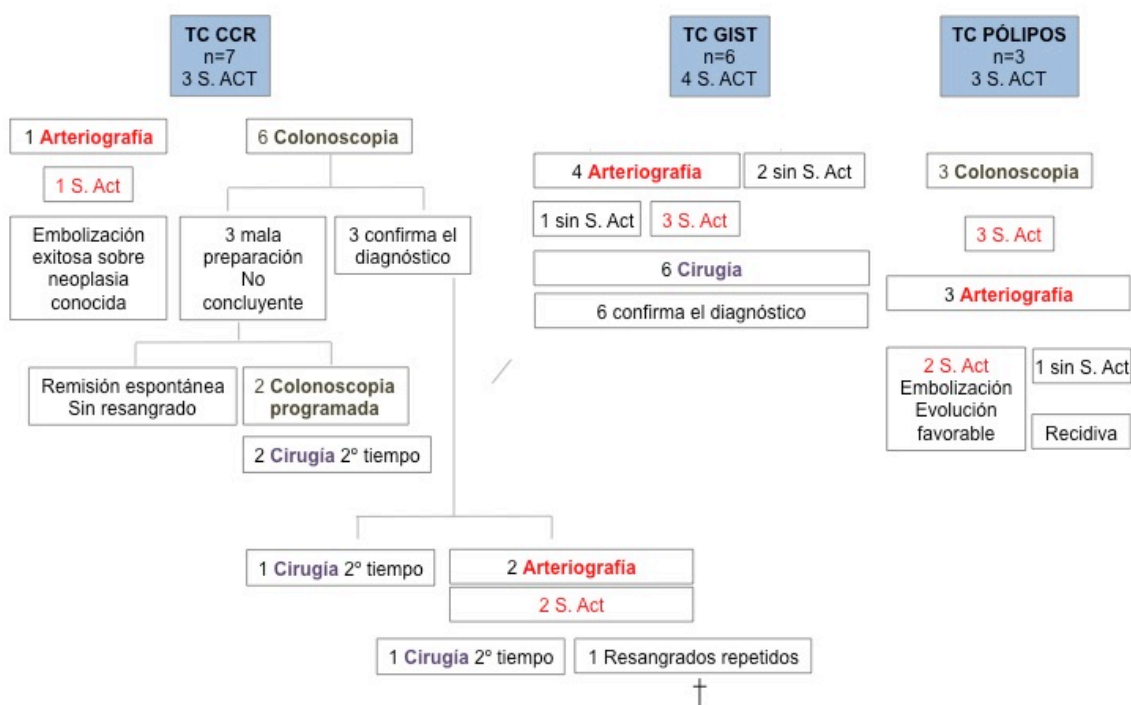 TC CCR
n=7
3 S. ACT
TC GIST
n=6
4 S. ACT
TC PÓLIPOS
n=3
3 S. ACT
1 Arteriografía
6 Colonoscopia
1 S. Act
Embolización
exitosa sobre
neoplasia
conocida
3 mala
preparación
No
concluyente
3 confirma el
diagnóstico
Remisión espontánea
Sin resangrado
2 Colonoscopia
programada
2 Cirugía 2º tiempo
1 Cirugía 2º tiempo
2 Arteriografía
2 S. Act
1 Cirugía 2º tiempo
1 Resangrados repetidos
†
4 Arteriografía
2 sin S. Act
1 sin S. Act
3 S. Act
6 Cirugía
6 confirma el diagnóstico
3 Colonoscopia
3 S. Act
3 Arteriografía
2 S. Act
Embolización
Evolución
favorable
1 sin S. Act
Recidiva